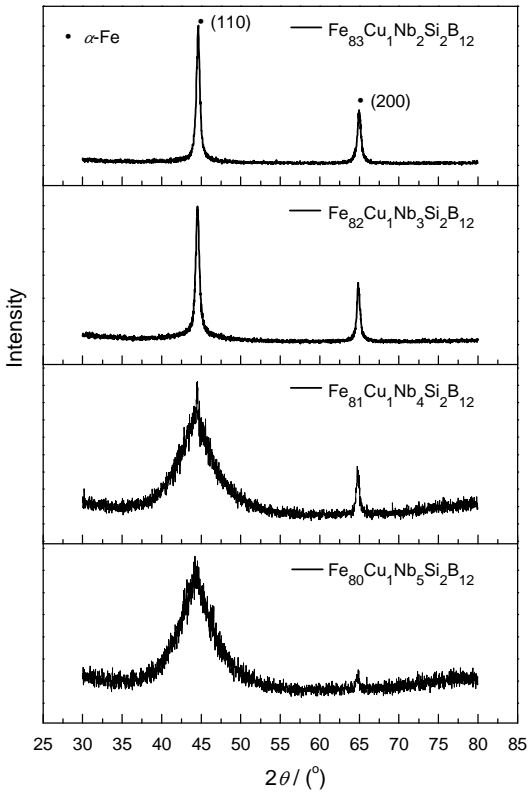 • α-Fe
• (110)
Fe₈₃Cu₁Nb₂Si₂B₁₂
• (200)
Fe₈₂Cu₁Nb₃Si₂B₁₂
Intensity
Fe₈₁Cu₁Nb₄Si₂B₁₂
Fe₈₀Cu₁Nb₅Si₂B₁₂
25 30 35 40 45 50 55 60 65 70 75 80 85
2θ / (°)